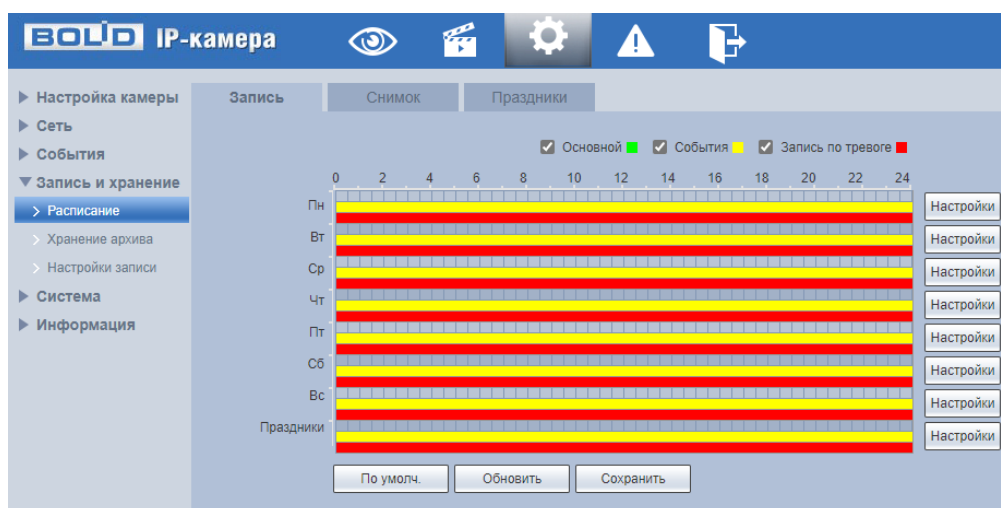 BOLID IP-камера
Настройка камеры
Сеть
События
Запись и хранение
Расписание
Хранение архива
Настройки записи
Система
Информация
Запись Снимок Праздники
Основной События Запись по тревоге
0 2 4 6 8 10 12 14 16 18 20 22 24
Пн Настройки
Вт Настройки
Ср Настройки
Чт Настройки
Пт Настройки
Сб Настройки
Вс Настройки
Праздники Настройки
По умолч. Обновить Сохранить